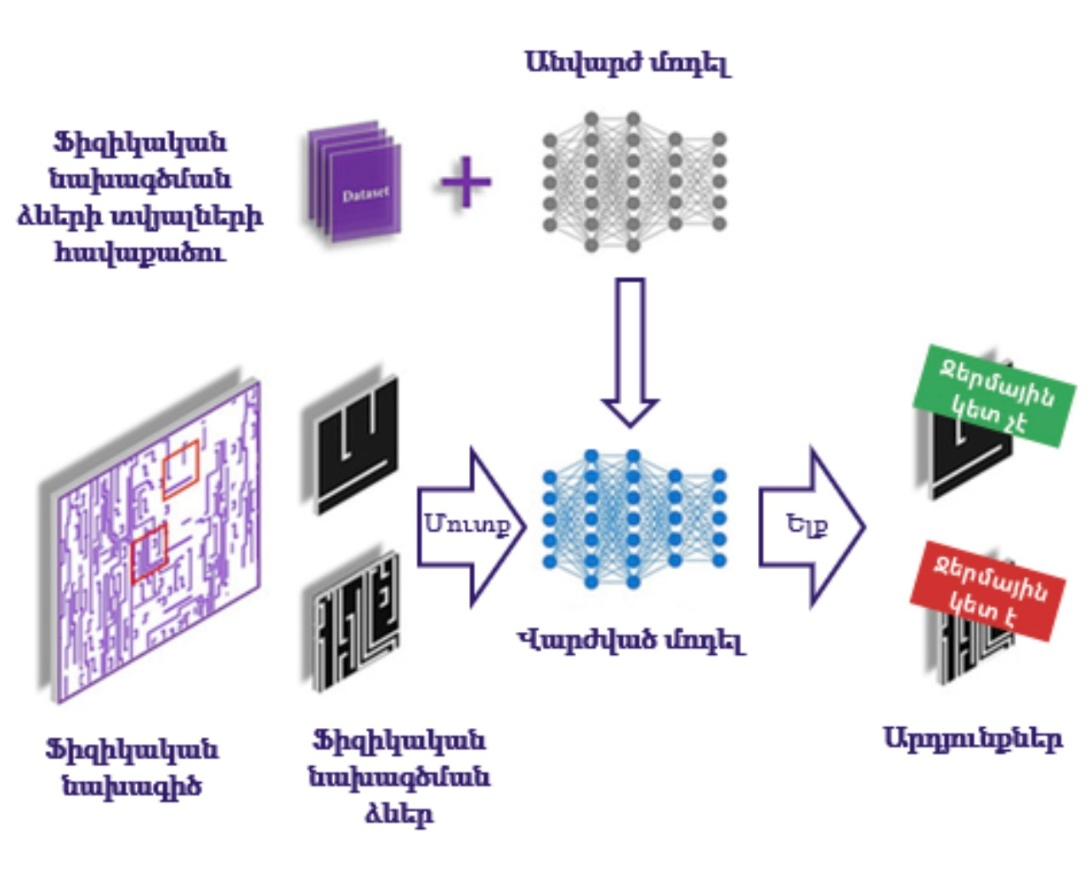 Անվարժ մոդել
Ֆիզիկական
նախագծման
ձևերի տվյալների
հավաքածու
Dataset
Ջերմային
կետ չէ
Մուտք
Ելք
Ջերմային
կետ է
Վարժված մոդել
Ֆիզիկական
նախագիծ
Ֆիզիկական
նախագծման
ձևեր
Արդյունքներ